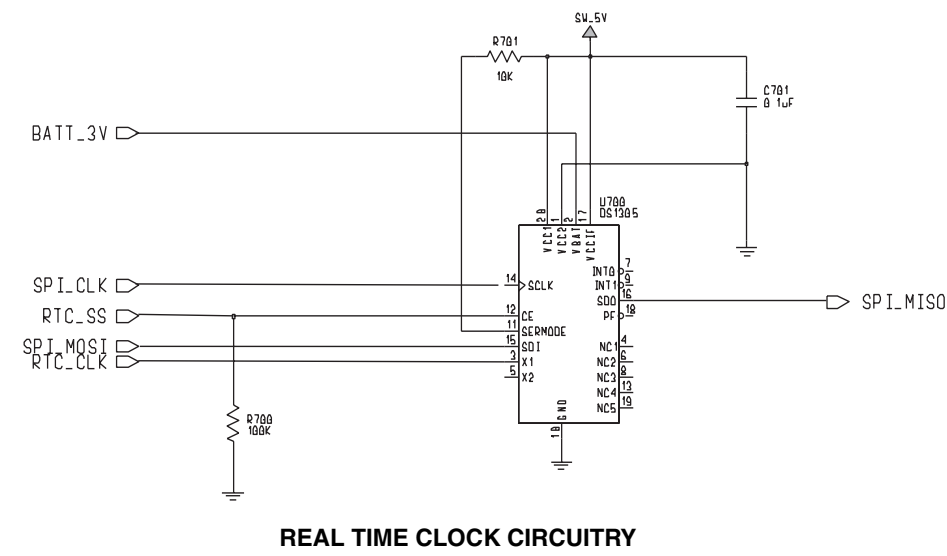 SW_5V
R701
10K
C701
0.1uF
BATT_3V
U700
DS1305
20
1
2
17
VCC1
VCC2
VBAT
VCCIF
SPI_CLK
14
SCLK
RTC_SS
12
CE
11
SERMODE
SPI_MOSI
15
SDI
RTC_CLK
3
X1
5
X2
INT0
7
INT1
9
SDO
16
SPI_MISO
PF
18
NC1
4
NC2
6
NC3
8
NC4
13
NC5
19
GND
10
R700
100K
REAL TIME CLOCK CIRCUITRY